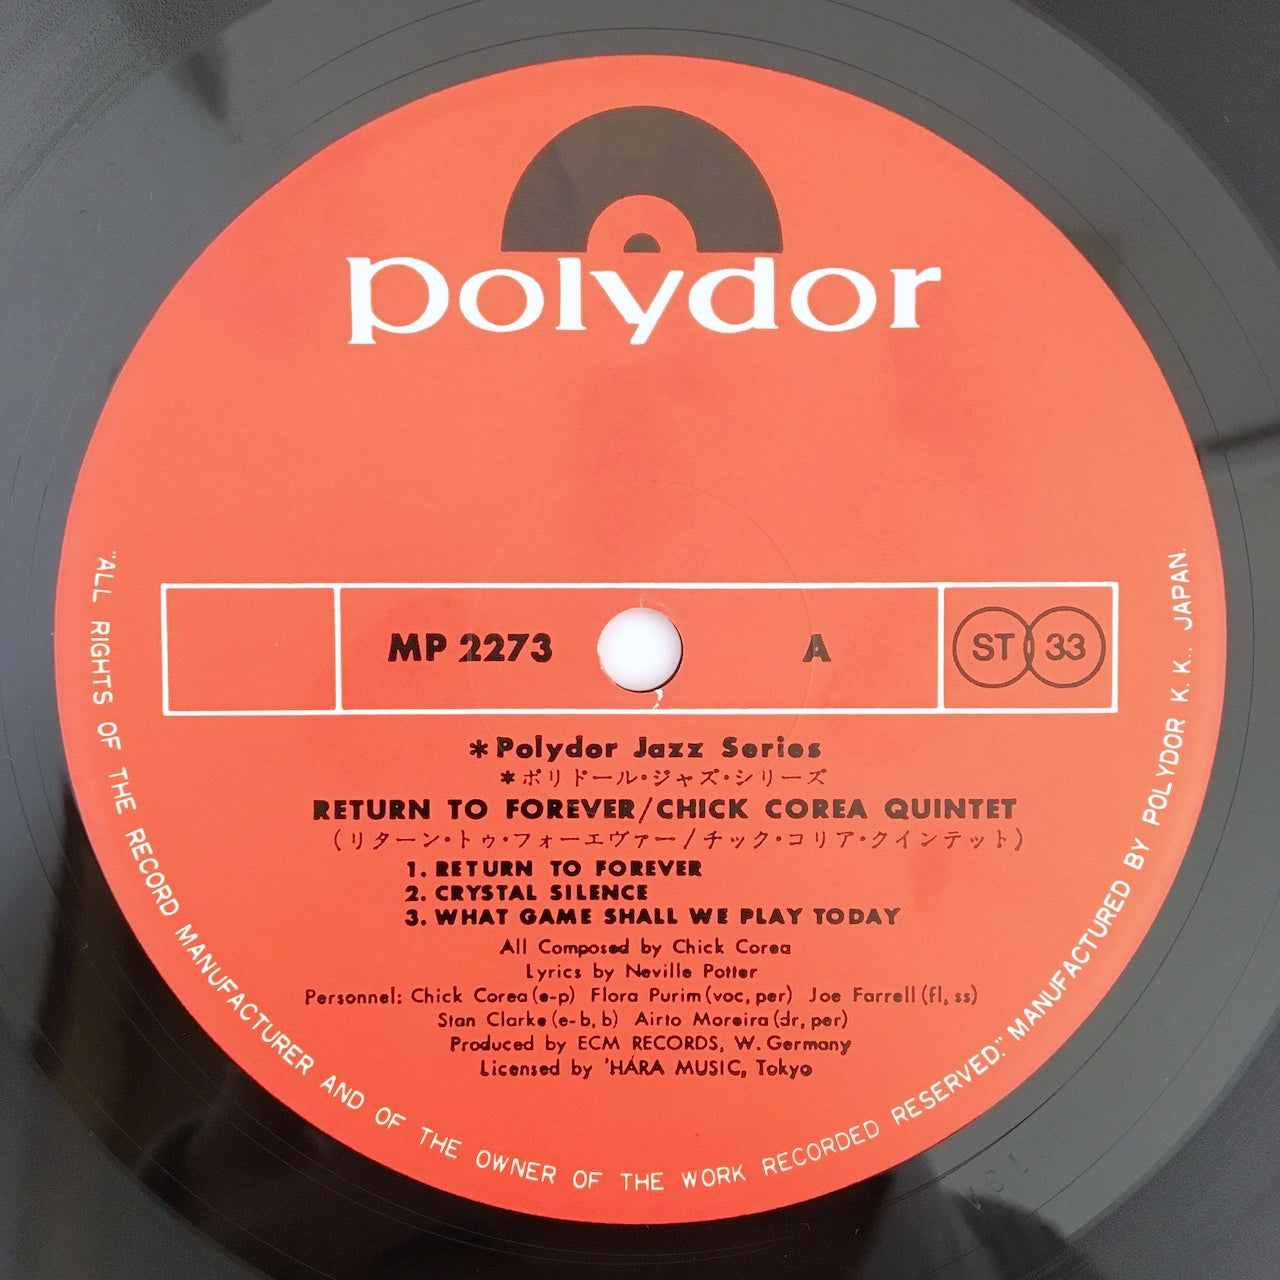 polydor
MP 2273
A
ST 33
*Polydor Jazz Series
*ポリドール・ジャズ・シリーズ
RETURN TO FOREVER/CHICK COREA QUINTET
(リターン・トゥ・フォーエヴァー/チック・コリア・クインテット)
1. RETURN TO FOREVER
2. CRYSTAL SILENCE
3. WHAT GAME SHALL WE PLAY TODAY
All Composed by Chick Corea
Lyrics by Neville Potter
Personnel: Chick Corea(e-p) Flora Purim(voc, per) Joe Farrell(fl, ss)
Stan Clarke(e-b, b) Airto Moreira(dr, per)
Produced by ECM RECORDS, W. Germany
Licensed by 'HARA MUSIC, Tokyo
"ALL RIGHTS OF THE RECORD MANUFACTURER AND OF THE OWNER OF THE WORK RECORDED RESERVED." MANUFACTURED BY POLYDOR K. K., JAPAN.